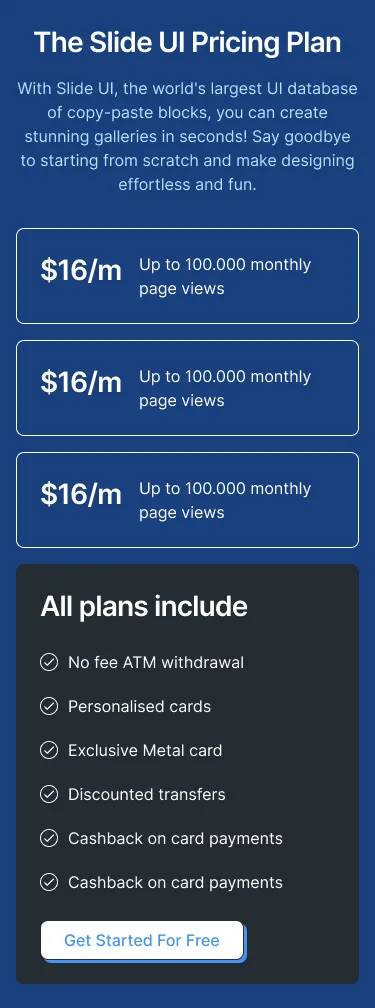 The Slide UI Pricing Plan
With Slide UI, the world's largest UI database
of copy-paste blocks, you can create
stunning galleries in seconds! Say goodbye
to starting from scratch and make designing
effortless and fun.
$16/m
Up to 100.000 monthly
page views
$16/m
Up to 100.000 monthly
page views
$16/m
Up to 100.000 monthly
page views
All plans include
No fee ATM withdrawal
Personalised cards
Exclusive Metal card
Discounted transfers
Cashback on card payments
Cashback on card payments
Get Started For Free